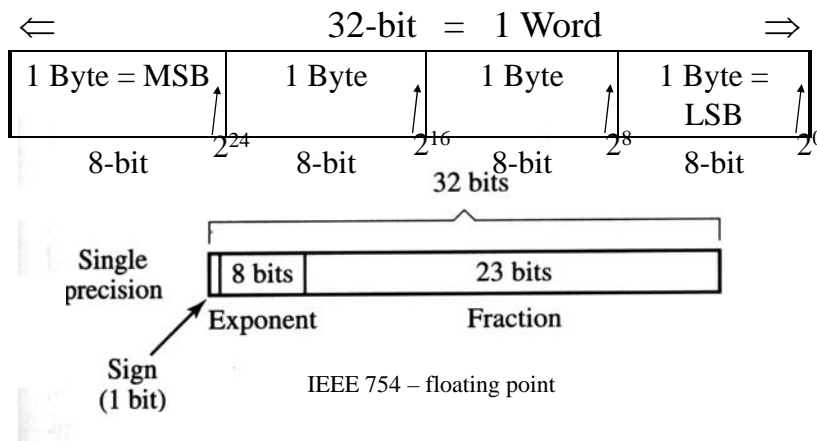 ⇐ 32-bit = 1 Word ⇒
1 Byte = MSB 1 Byte 1 Byte 1 Byte =
LSB
2^24 2^16 2^8 2^0
8-bit 8-bit 8-bit 8-bit
32 bits
Single
precision
8 bits 23 bits
Exponent Fraction
Sign
(1 bit)
IEEE 754 – floating point